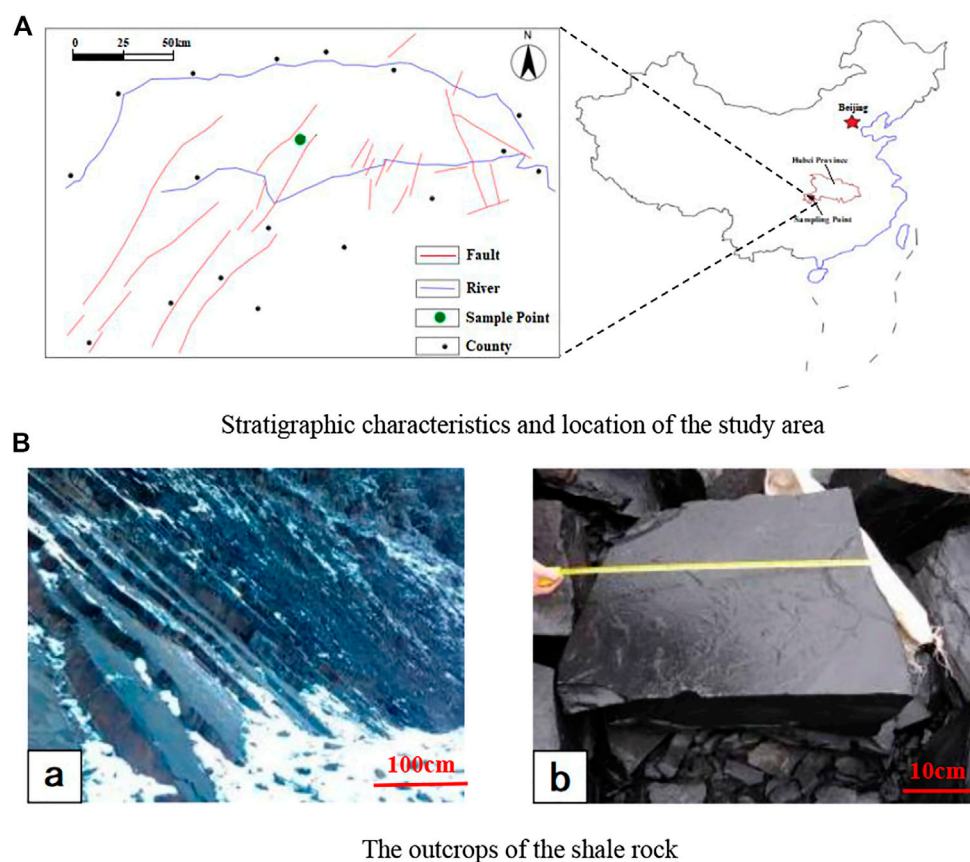 A
0 25 50km
N
Fault
River
Sample Point
County
Beijing
Hubei Province
Sampling Point
Stratigraphic characteristics and location of the study area
B
a
100cm
b
10cm
The outcrops of the shale rock